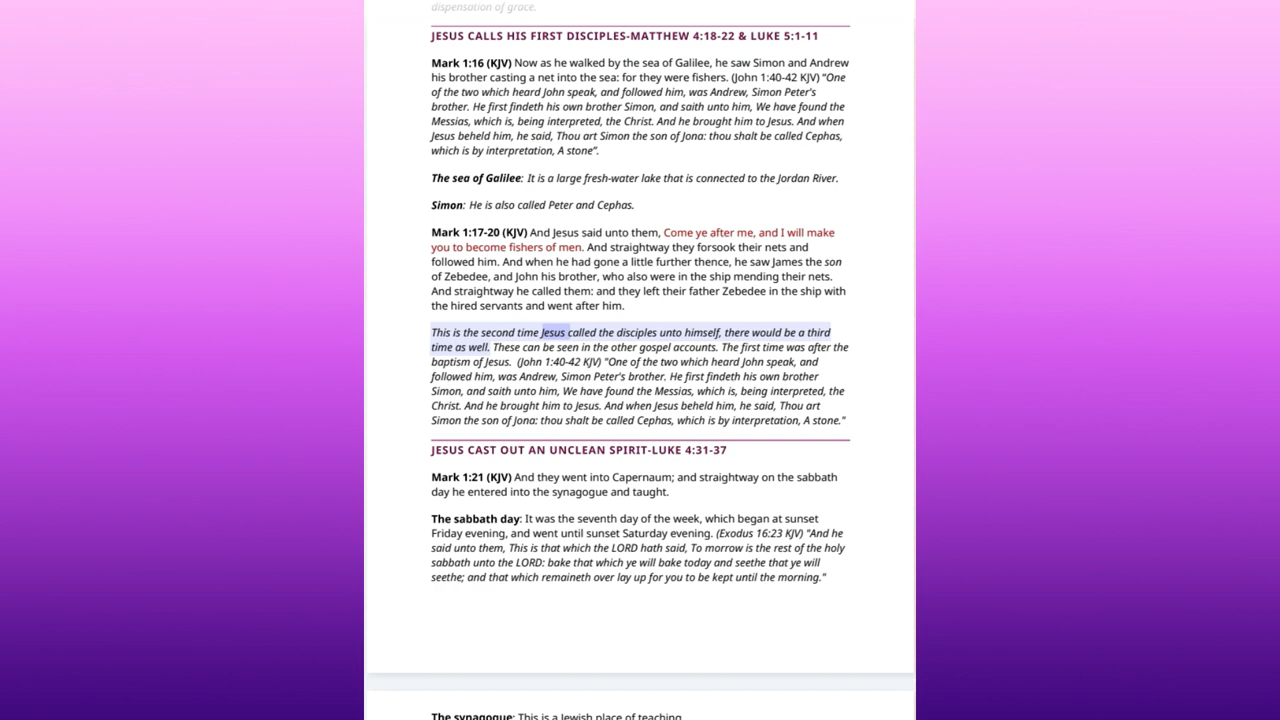 dispensation of grace.
JESUS CALLS HIS FIRST DISCIPLES-MATTHEW 4:18-22 & LUKE 5:1-11
Mark 1:16 (KJV) Now as he walked by the sea of Galilee, he saw Simon and Andrew
his brother casting a net into the sea: for they were fishers. (John 1:40-42 KJV) "One
of the two which heard John speak, and followed him, was Andrew, Simon Peter's
brother. He first findeth his own brother Simon, and saith unto him, We have found the
Messias, which is, being interpreted, the Christ. And he brought him to Jesus. And when
Jesus beheld him, he said, Thou art Simon the son of Jona: thou shalt be called Cephas,
which is by interpretation, A stone".
The sea of Galilee: It is a large fresh-water lake that is connected to the Jordan River.
Simon: He is also called Peter and Cephas.
Mark 1:17-20 (KJV) And Jesus said unto them, Come ye after me, and I will make
you to become fishers of men. And straightway they forsook their nets and
followed him. And when he had gone a little further thence, he saw James the son
of Zebedee, and John his brother, who also were in the ship mending their nets.
And straightway he called them: and they left their father Zebedee in the ship with
the hired servants and went after him.
This is the second time Jesus called the disciples unto himself, there would be a third
time as well. These can be seen in the other gospel accounts. The first time was after the
baptism of Jesus. (John 1:40-42 KJV) "One of the two which heard John speak, and
followed him, was Andrew, Simon Peter's brother. He first findeth his own brother
Simon, and saith unto him, We have found the Messias, which is, being interpreted, the
Christ. And he brought him to Jesus. And when Jesus beheld him, he said, Thou art
Simon the son of Jona: thou shalt be called Cephas, which is by interpretation, A stone."
JESUS CAST OUT AN UNCLEAN SPIRIT-LUKE 4:31-37
Mark 1:21 (KJV) And they went into Capernaum; and straightway on the sabbath
day he entered into the synagogue and taught.
The sabbath day: It was the seventh day of the week, which began at sunset
Friday evening, and went until sunset Saturday evening. (Exodus 16:23 KJV) "And he
said unto them, This is that which the LORD hath said, To morrow is the rest of the holy
sabbath unto the LORD: bake that which ye will bake today and seethe that ye will
seethe; and that which remaineth over lay up for you to be kept until the morning."
The synagogue: This is a Jewish place of teaching